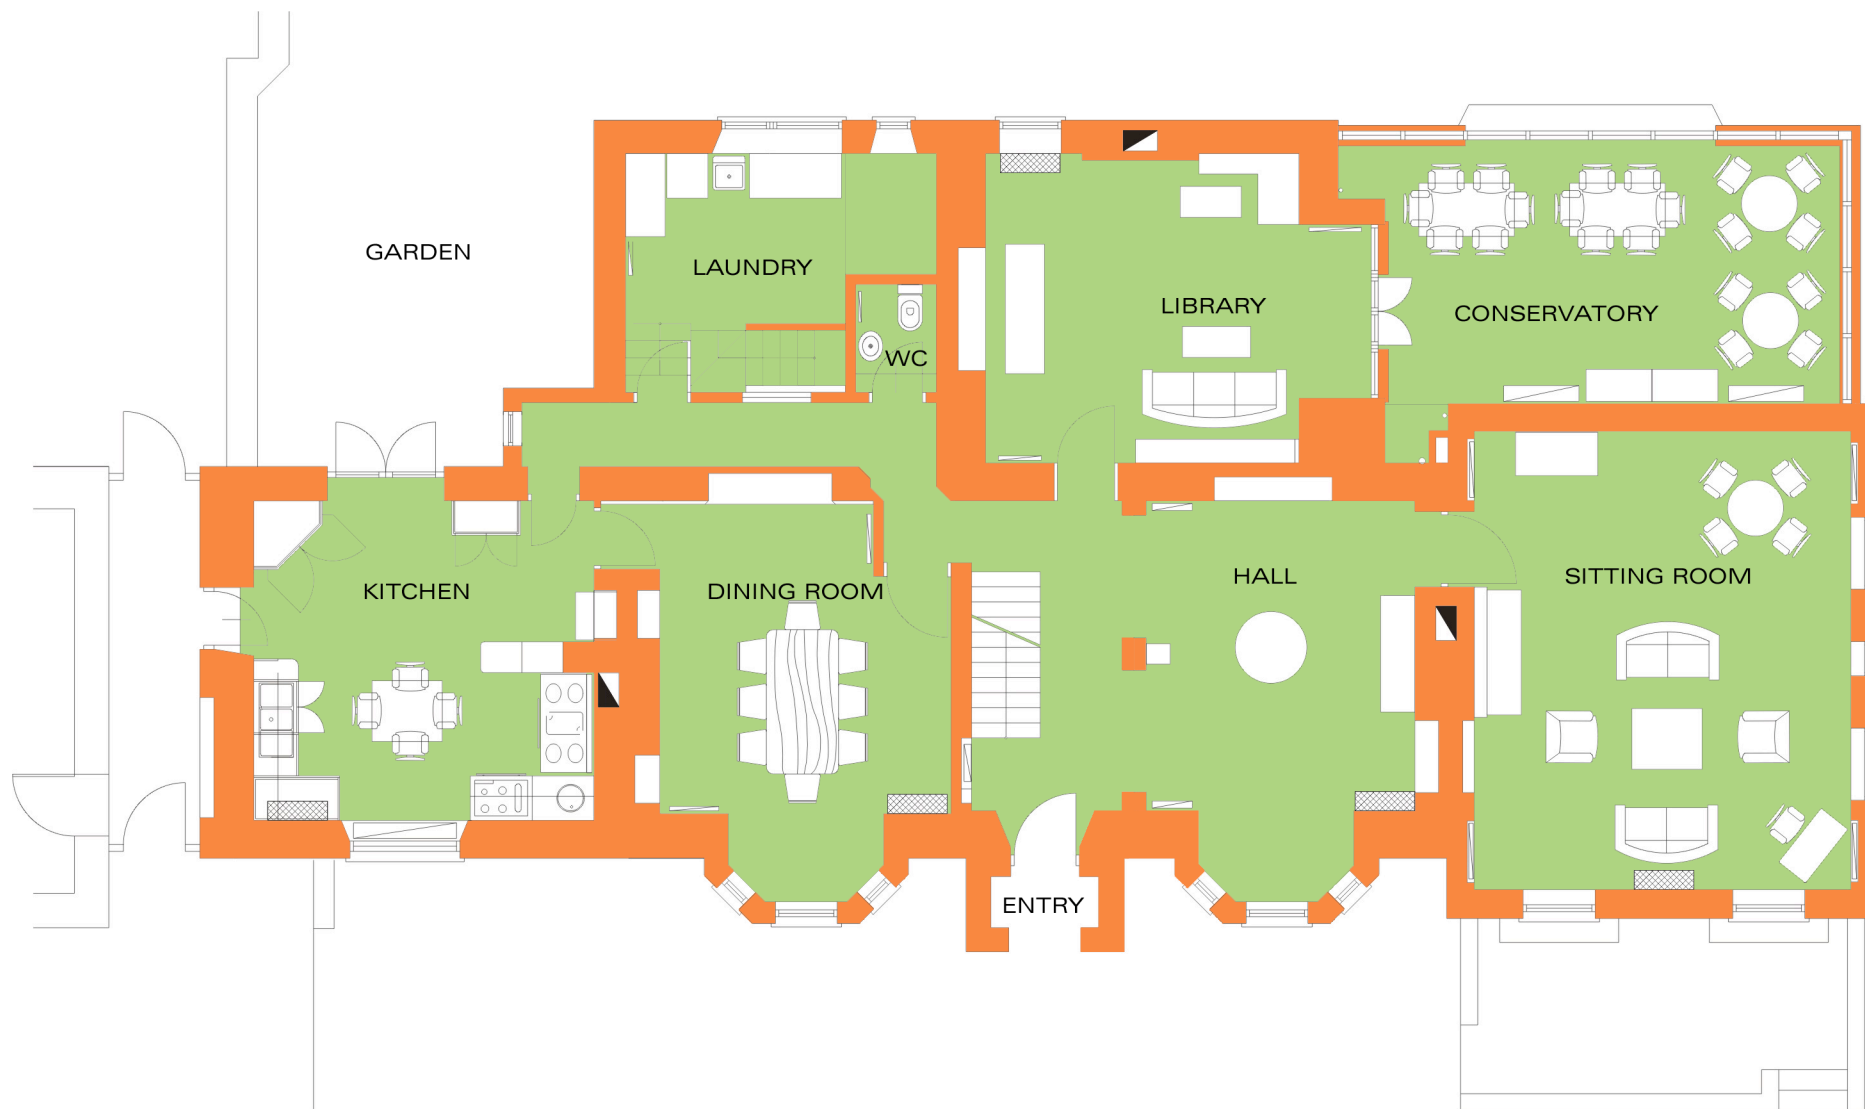 GARDEN
LAUNDRY
LIBRARY
CONSERVATORY
WC
KITCHEN
DINING ROOM
HALL
SITTING ROOM
ENTRY